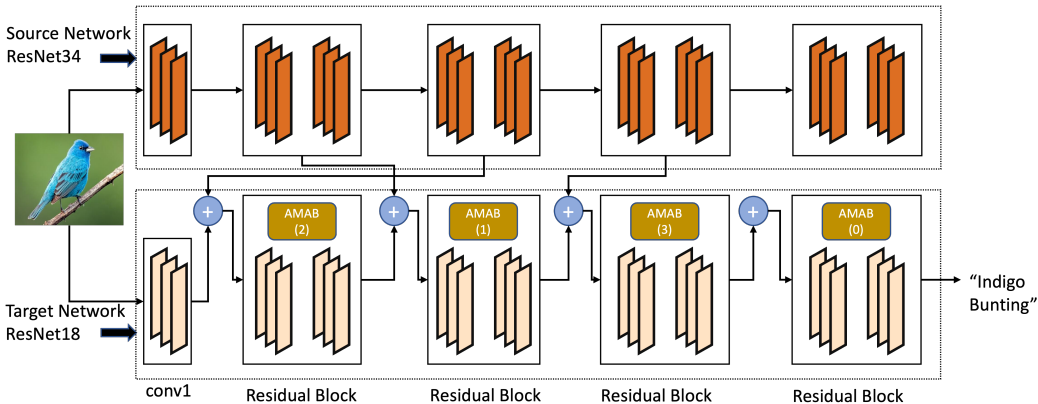 Source Network
ResNet34
+
+
+
+
AMAB
(2)
AMAB
(1)
AMAB
(3)
AMAB
(0)
Target Network
ResNet18
"Indigo
Bunting"
conv1
Residual Block
Residual Block
Residual Block
Residual Block